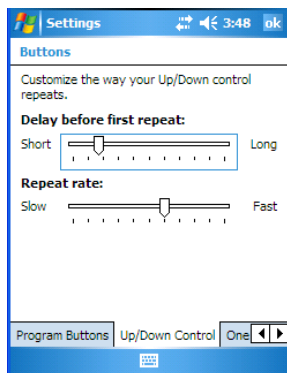 Settings 3:48 ok
Buttons
Customize the way your Up/Down control
repeats.
Delay before first repeat:
Short Long
Repeat rate:
Slow Fast
Program Buttons Up/Down Control One